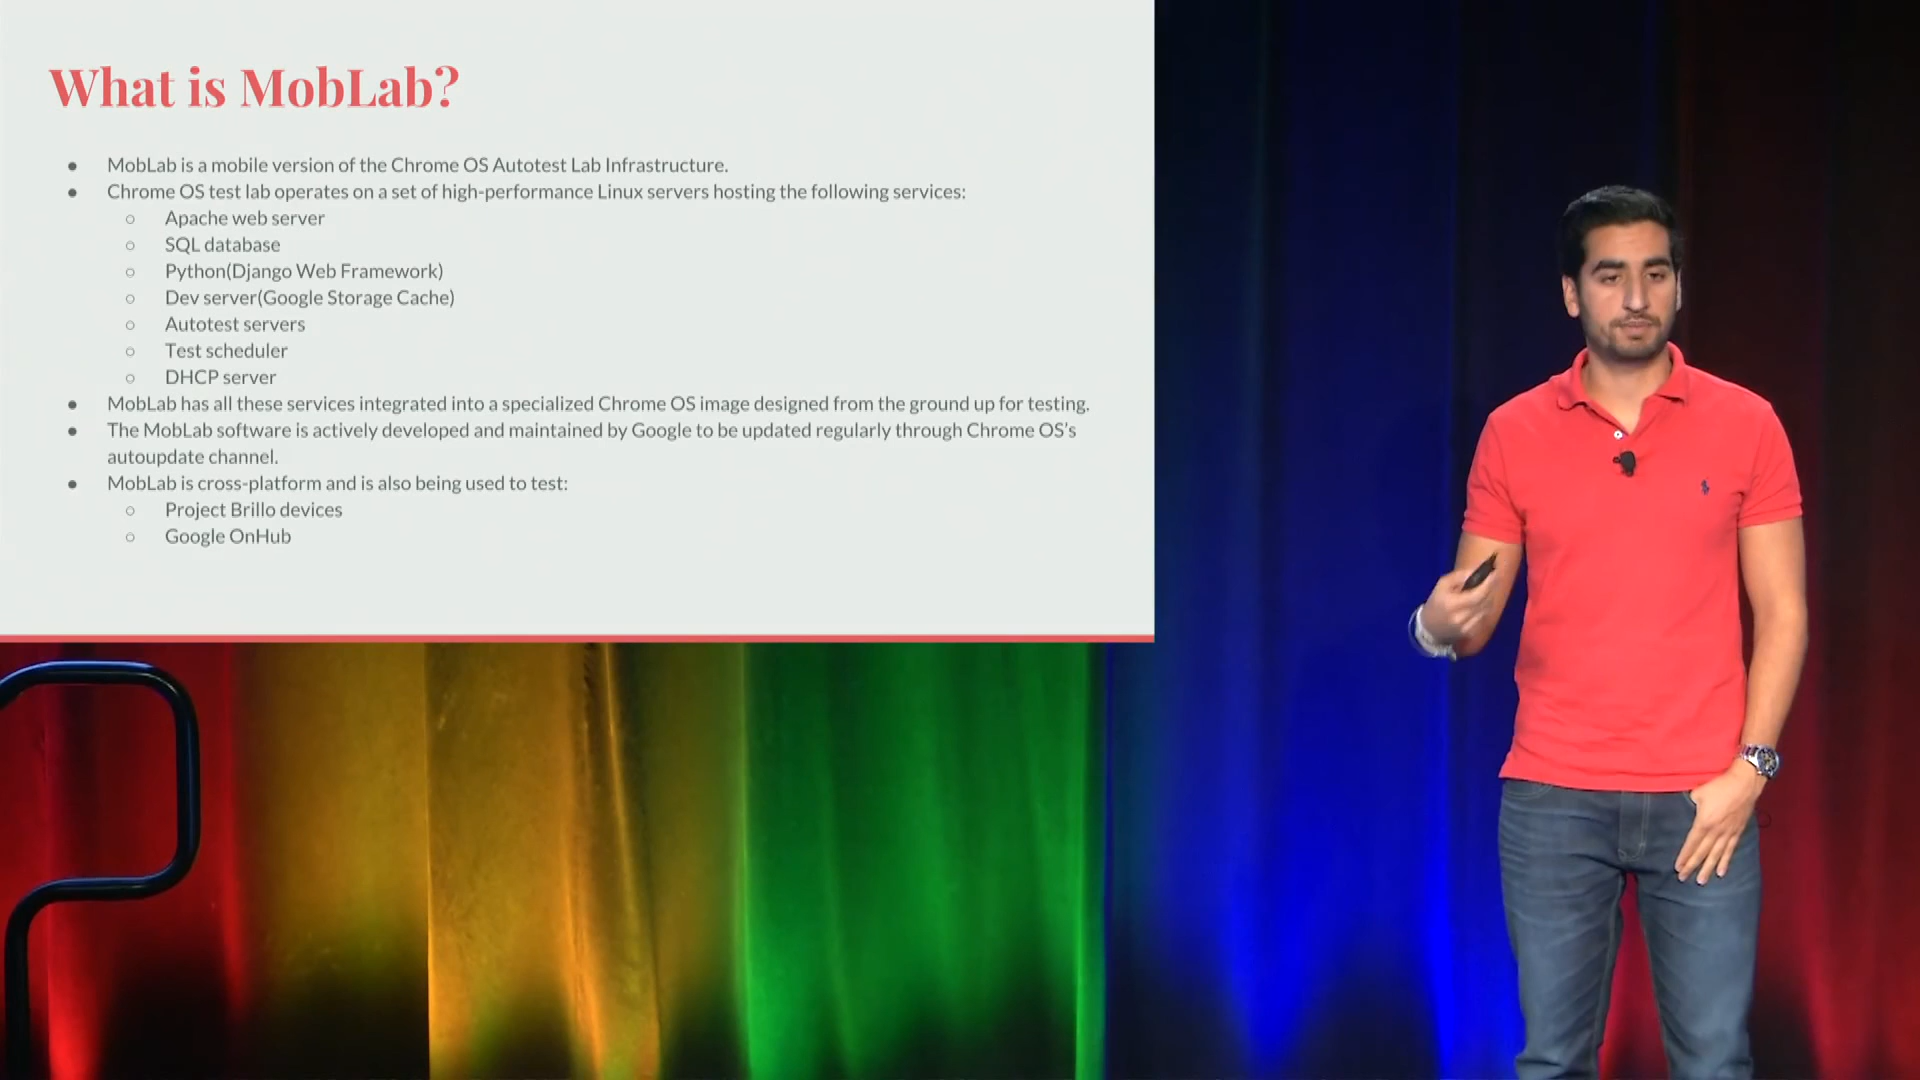 What is MobLab?
● MobLab is a mobile version of the Chrome OS Autotest Lab Infrastructure.
● Chrome OS test lab operates on a set of high-performance Linux servers hosting the following services:
○ Apache web server
○ SQL database
○ Python(Django Web Framework)
○ Dev server(Google Storage Cache)
○ Autotest servers
○ Test scheduler
○ DHCP server
● MobLab has all these services integrated into a specialized Chrome OS image designed from the ground up for testing.
● The MobLab software is actively developed and maintained by Google to be updated regularly through Chrome OS’s
autoupdate channel.
● MobLab is cross-platform and is also being used to test:
○ Project Brillo devices
○ Google OnHub